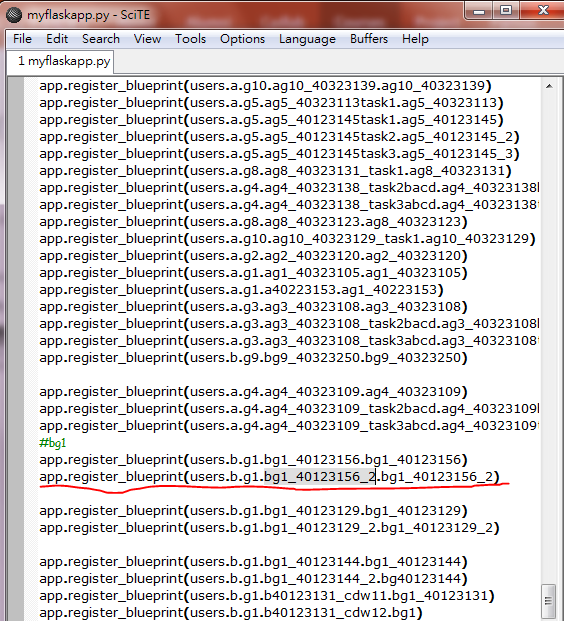 myflaskapp.py - SciTE
File Edit Search View Tools Options Language Buffers Help
1 myflaskapp.py
app.register_blueprint(users.a.g10.ag10_40323139.ag10_40323139)
app.register_blueprint(users.a.g5.ag5_40323113task1.ag5_40323113)
app.register_blueprint(users.a.g5.ag5_40123145task1.ag5_40123145)
app.register_blueprint(users.a.g5.ag5_40123145task2.ag5_40123145_2)
app.register_blueprint(users.a.g5.ag5_40123145task3.ag5_40123145_3)
app.register_blueprint(users.a.g8.ag8_40323131_task1.ag8_40323131)
app.register_blueprint(users.a.g4.ag4_40323138_task2bacd.ag4_40323138
app.register_blueprint(users.a.g4.ag4_40323138_task3abcd.ag4_40323138
app.register_blueprint(users.a.g8.ag8_40323123.ag8_40323123)
app.register_blueprint(users.a.g10.ag10_40323129_task1.ag10_40323129)
app.register_blueprint(users.a.g2.ag2_40323120.ag2_40323120)
app.register_blueprint(users.a.g1.ag1_40323105.ag1_40323105)
app.register_blueprint(users.a.g1.a40223153.ag1_40223153)
app.register_blueprint(users.a.g3.ag3_40323108.ag3_40323108)
app.register_blueprint(users.a.g3.ag3_40323108_task2bacd.ag3_40323108
app.register_blueprint(users.a.g3.ag3_40323108_task3abcd.ag3_40323108
app.register_blueprint(users.b.g9.bg9_40323250.bg9_40323250)
app.register_blueprint(users.a.g4.ag4_40323109.ag4_40323109)
app.register_blueprint(users.a.g4.ag4_40323109_task2bacd.ag4_40323109
app.register_blueprint(users.a.g4.ag4_40323109_task3abcd.ag4_40323109
#bg1
app.register_blueprint(users.b.g1.bg1_40123156.bg1_40123156)
app.register_blueprint(users.b.g1.bg1_40123156_2.bg1_40123156_2)
app.register_blueprint(users.b.g1.bg1_40123129.bg1_40123129)
app.register_blueprint(users.b.g1.bg1_40123129_2.bg1_40123129_2)
app.register_blueprint(users.b.g1.bg1_40123144.bg1_40123144)
app.register_blueprint(users.b.g1.bg1_40123144_2.bg40123144)
app.register_blueprint(users.b.g1.b40123131_cdw11.bg1_40123131)
app.register_blueprint(users.b.g1.b40123131_cdw12.bg1)